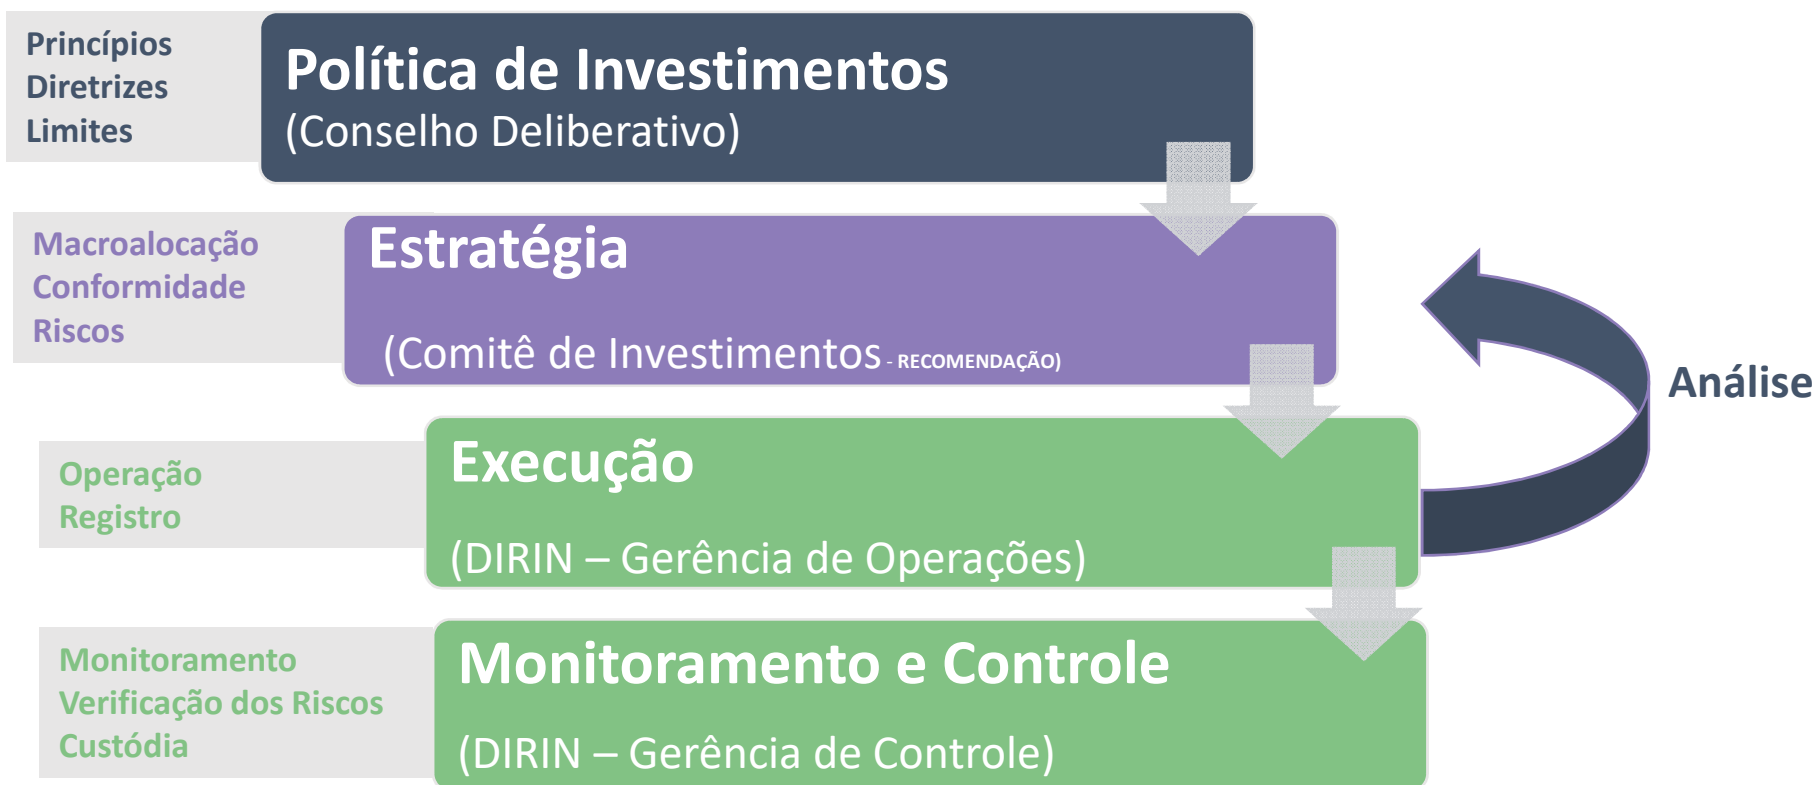 Princípios
Diretrizes
Limites
Política de Investimentos
(Conselho Deliberativo)
Macroalocação
Conformidade
Riscos
Estratégia
(Comitê de Investimentos - RECOMENDAÇÃO)
Análise
Operação
Registro
Execução
(DIRIN – Gerência de Operações)
Monitoramento
Verificação dos Riscos
Custódia
Monitoramento e Controle
(DIRIN – Gerência de Controle)